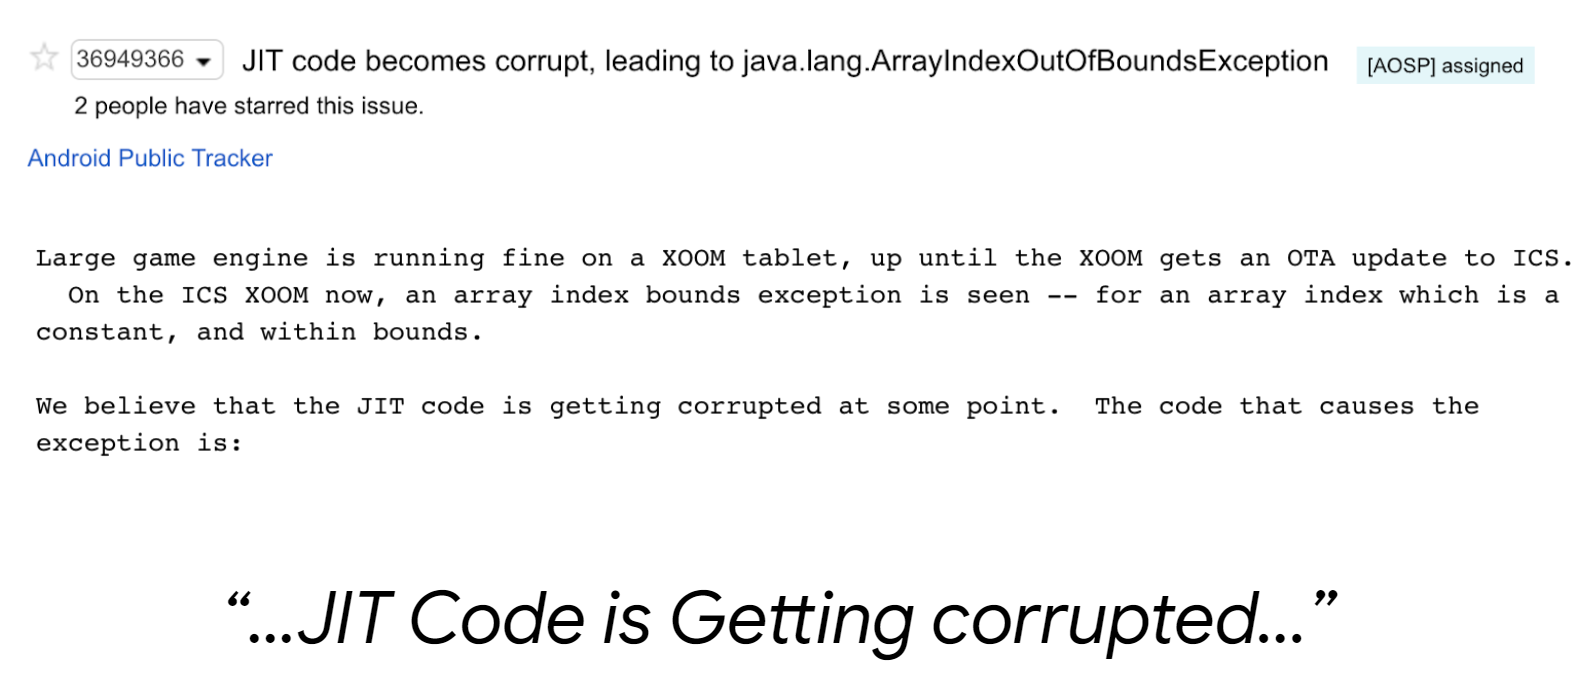 36949366 JIT code becomes corrupt, leading to java.lang.ArrayIndexOutOfBoundsException [AOSP] assigned
2 people have starred this issue.
Android Public Tracker
Large game engine is running fine on a XOOM tablet, up until the XOOM gets an OTA update to ICS.
On the ICS XOOM now, an array index bounds exception is seen -- for an array index which is a
constant, and within bounds.
We believe that the JIT code is getting corrupted at some point. The code that causes the
exception is:
“...JIT Code is Getting corrupted...”